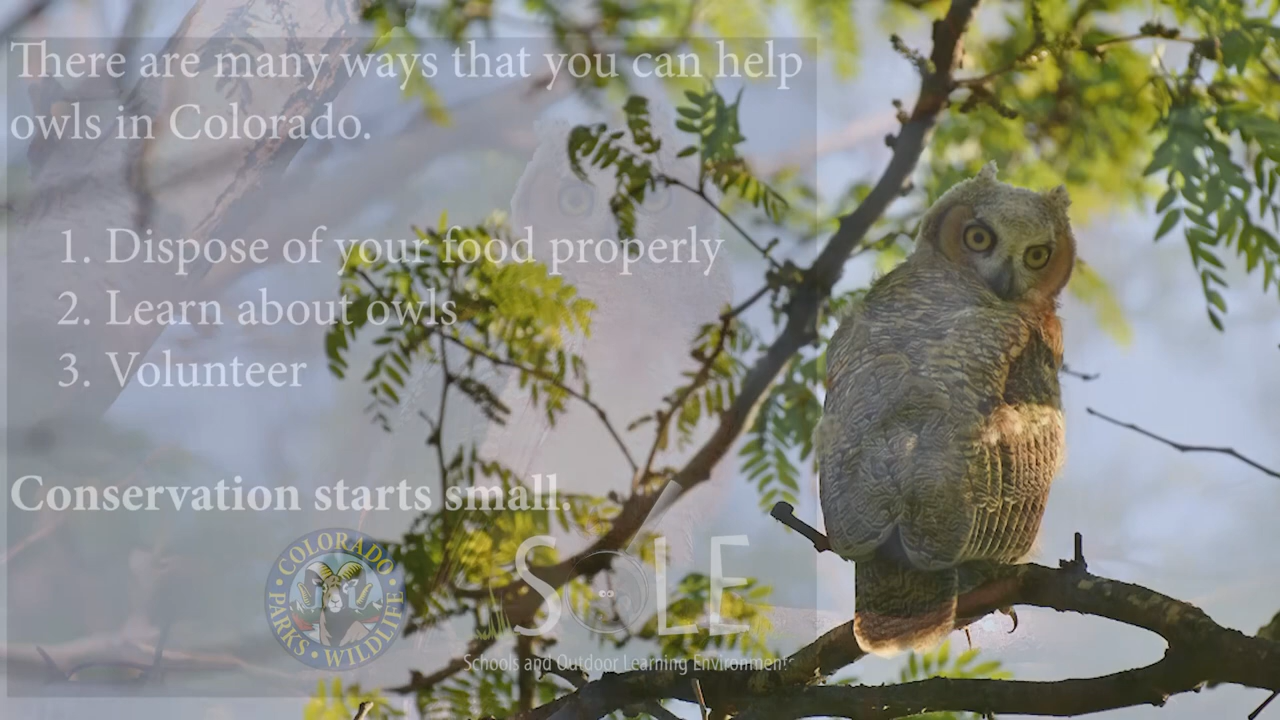 There are many ways that you can help
owls in Colorado.
1. Dispose of your food properly
2. Learn about owls
3. Volunteer
Conservation starts small.
COLORADO
PARKS • WILDLIFE
SOLE
Schools and Outdoor Learning Environments